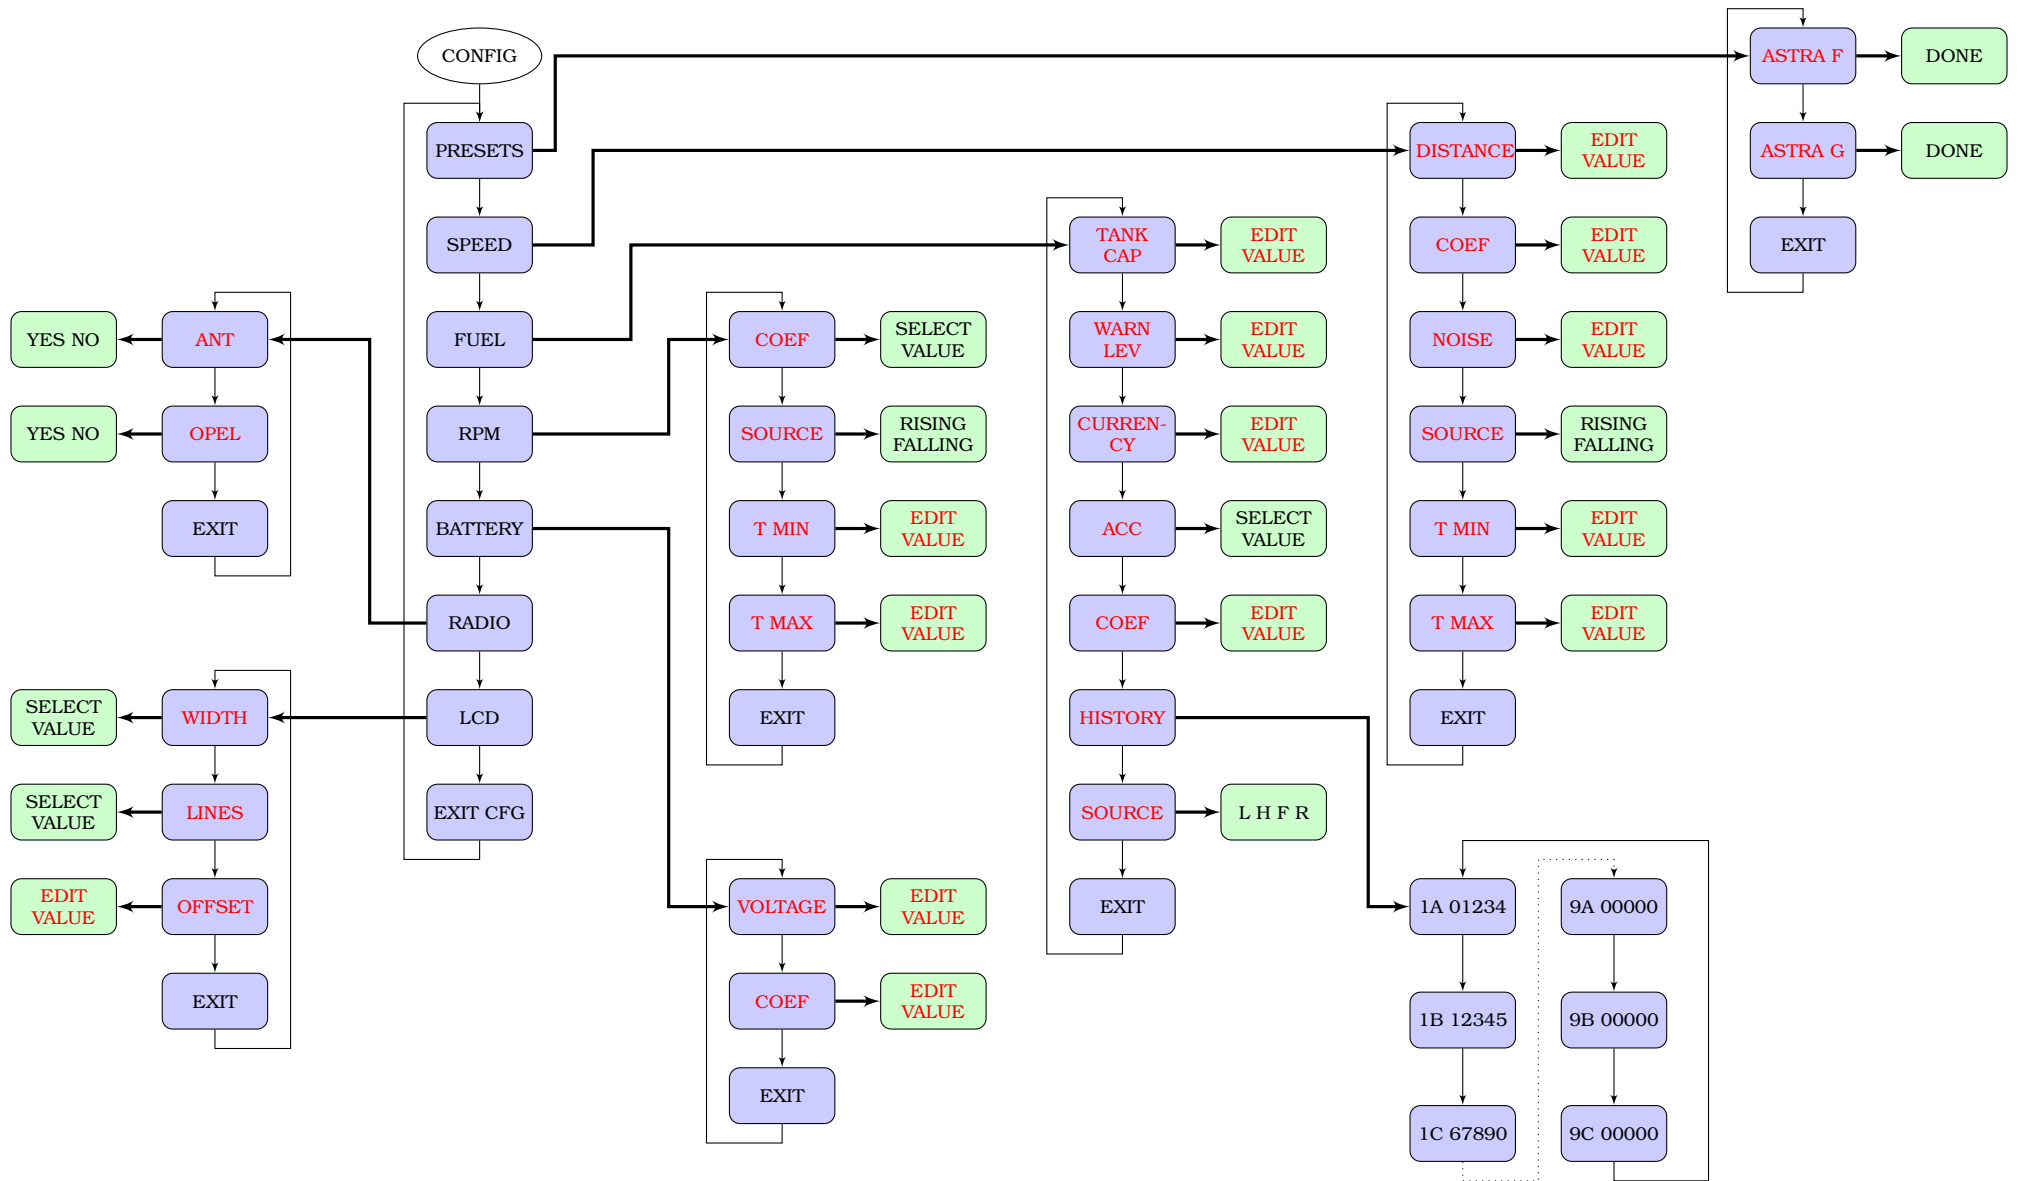 CONFIG
PRESETS
SPEED
FUEL
RPM
BATTERY
RADIO
LCD
EXIT CFG
ASTRA F
DONE
ASTRA G
DONE
EXIT
DISTANCE
EDIT
VALUE
COEF
EDIT
VALUE
NOISE
EDIT
VALUE
SOURCE
RISING
FALLING
T MIN
EDIT
VALUE
T MAX
EDIT
VALUE
EXIT
TANK
CAP
EDIT
VALUE
WARN
LEV
EDIT
VALUE
CURREN-
CY
EDIT
VALUE
ACC
SELECT
VALUE
COEF
EDIT
VALUE
HISTORY
SOURCE
L H F R
EXIT
1A 01234
1B 12345
1C 67890
9A 00000
9B 00000
9C 00000
COEF
SELECT
VALUE
SOURCE
RISING
FALLING
T MIN
EDIT
VALUE
T MAX
EDIT
VALUE
EXIT
VOLTAGE
EDIT
VALUE
COEF
EDIT
VALUE
EXIT
YES NO
ANT
YES NO
OPEL
EXIT
SELECT
VALUE
WIDTH
SELECT
VALUE
LINES
EDIT
VALUE
OFFSET
EXIT